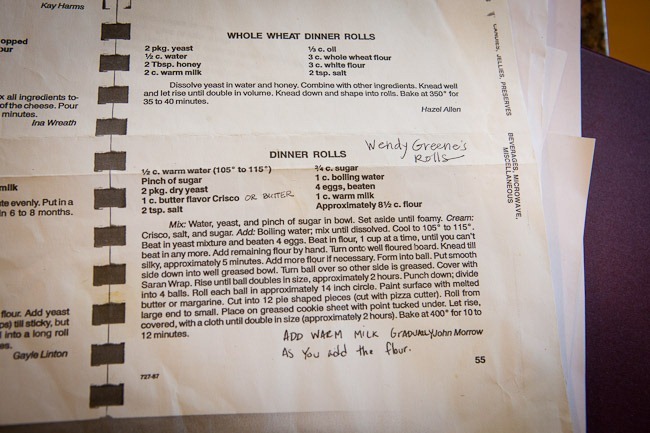 Kay Harms
opped
our
x all ingredients to-
of the cheese. Pour
minutes.
Ina Wreath
milk
te evenly. Put in a
n 6 to 8 months.
flour. Add yeast
ps) till sticky, but
l into a long roll
es.
Gayle Linton
WHOLE WHEAT DINNER ROLLS
2 pkg. yeast
½ c. water
2 Tbsp. honey
2 c. warm milk
⅓ c. oil
3 c. whole wheat flour
3 c. white flour
2 tsp. salt
Dissolve yeast in water and honey. Combine with other ingredients. Knead well
and let rise until double in volume. Knead down and shape into rolls. Bake at 350° for
35 to 40 minutes.
Hazel Allen
DINNER ROLLS
Wendy Greene's
Rolls
½ c. warm water (105° to 115°)
Pinch of sugar
2 pkg. dry yeast
1 c. butter flavor Crisco OR BUTTER
2 tsp. salt
¾ c. sugar
1 c. boiling water
4 eggs, beaten
1 c. warm milk
Approximately 8½ c. flour
Mix: Water, yeast, and pinch of sugar in bowl. Set aside until foamy. Cream:
Crisco, salt, and sugar. Add: Boiling water; mix until dissolved. Cool to 105° to 115°.
Beat in yeast mixture and beaten 4 eggs. Beat in flour, 1 cup at a time, until you can't
beat in any more. Add remaining flour by hand. Turn onto well floured board. Knead till
silky, approximately 5 minutes. Add more flour if necessary. Form into ball. Put smooth
side down into well greased bowl. Turn ball over so other side is greased. Cover with
Saran Wrap. Rise until ball doubles in size, approximately 2 hours. Punch down; divide
into 4 balls. Roll each ball in approximately 14 inch circle. Paint surface with melted
butter or margarine. Cut into 12 pie shaped pieces (cut with pizza cutter). Roll from
large end to small. Place on greased cookie sheet with point tucked under. Let rise,
covered, with a cloth until double in size (approximately 2 hours). Bake at 400° for 10 to
12 minutes.
John Morrow
ADD WARM MILK GRADUALLY
AS You add the flour.
727-87
55
CANDIES, JELLIES, PRESERVES
BEVERAGES, MICROWAVE,
MISCELLANEOUS